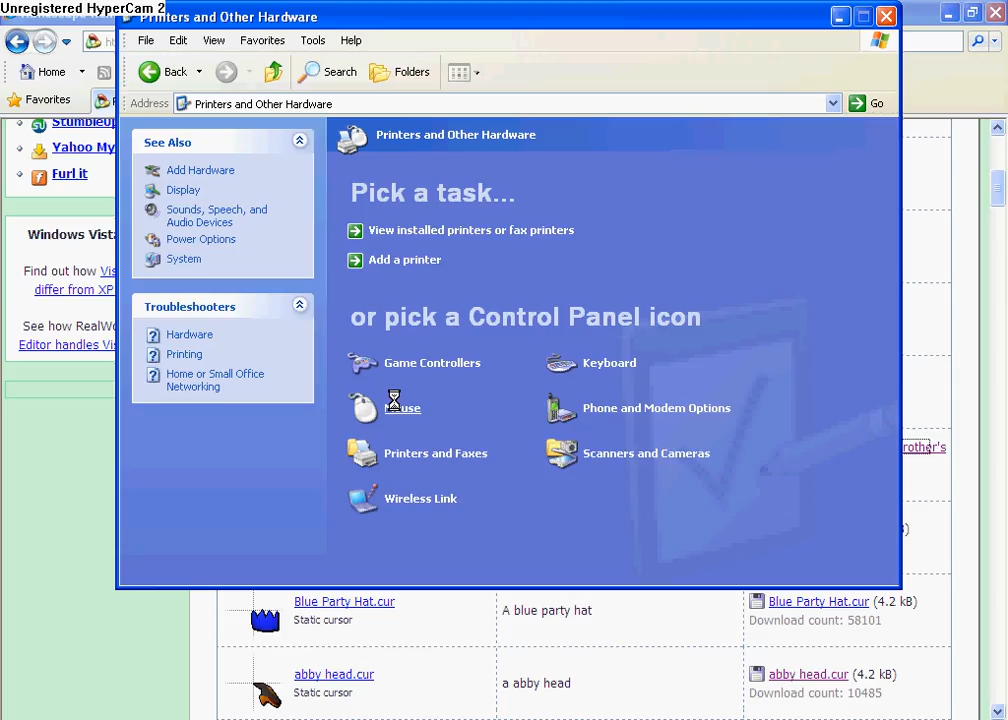 Unregistered HyperCam 2
Printers and Other Hardware
File Edit View Favorites Tools Help
Home
Back Search Folders
Favorites
Address Printers and Other Hardware Go
StumbleUp
Yahoo My
Furl it
Windows Vista
Find out how Vis
differ from XP
See how RealWo
Editor handles Vis
See Also
Add Hardware
Display
Sounds, Speech, and
Audio Devices
Power Options
System
Troubleshooters
Hardware
Printing
Home or Small Office
Networking
Printers and Other Hardware
Pick a task...
View installed printers or fax printers
Add a printer
or pick a Control Panel icon
Game Controllers Keyboard
Mouse Phone and Modem Options
Printers and Faxes Scanners and Cameras
Wireless Link
rother's
Blue Party Hat.cur
Static cursor
A blue party hat
Blue Party Hat.cur (4.2 kB)
Download count: 58101
abby head.cur
Static cursor
a abby head
abby head.cur (4.2 kB)
Download count: 10485